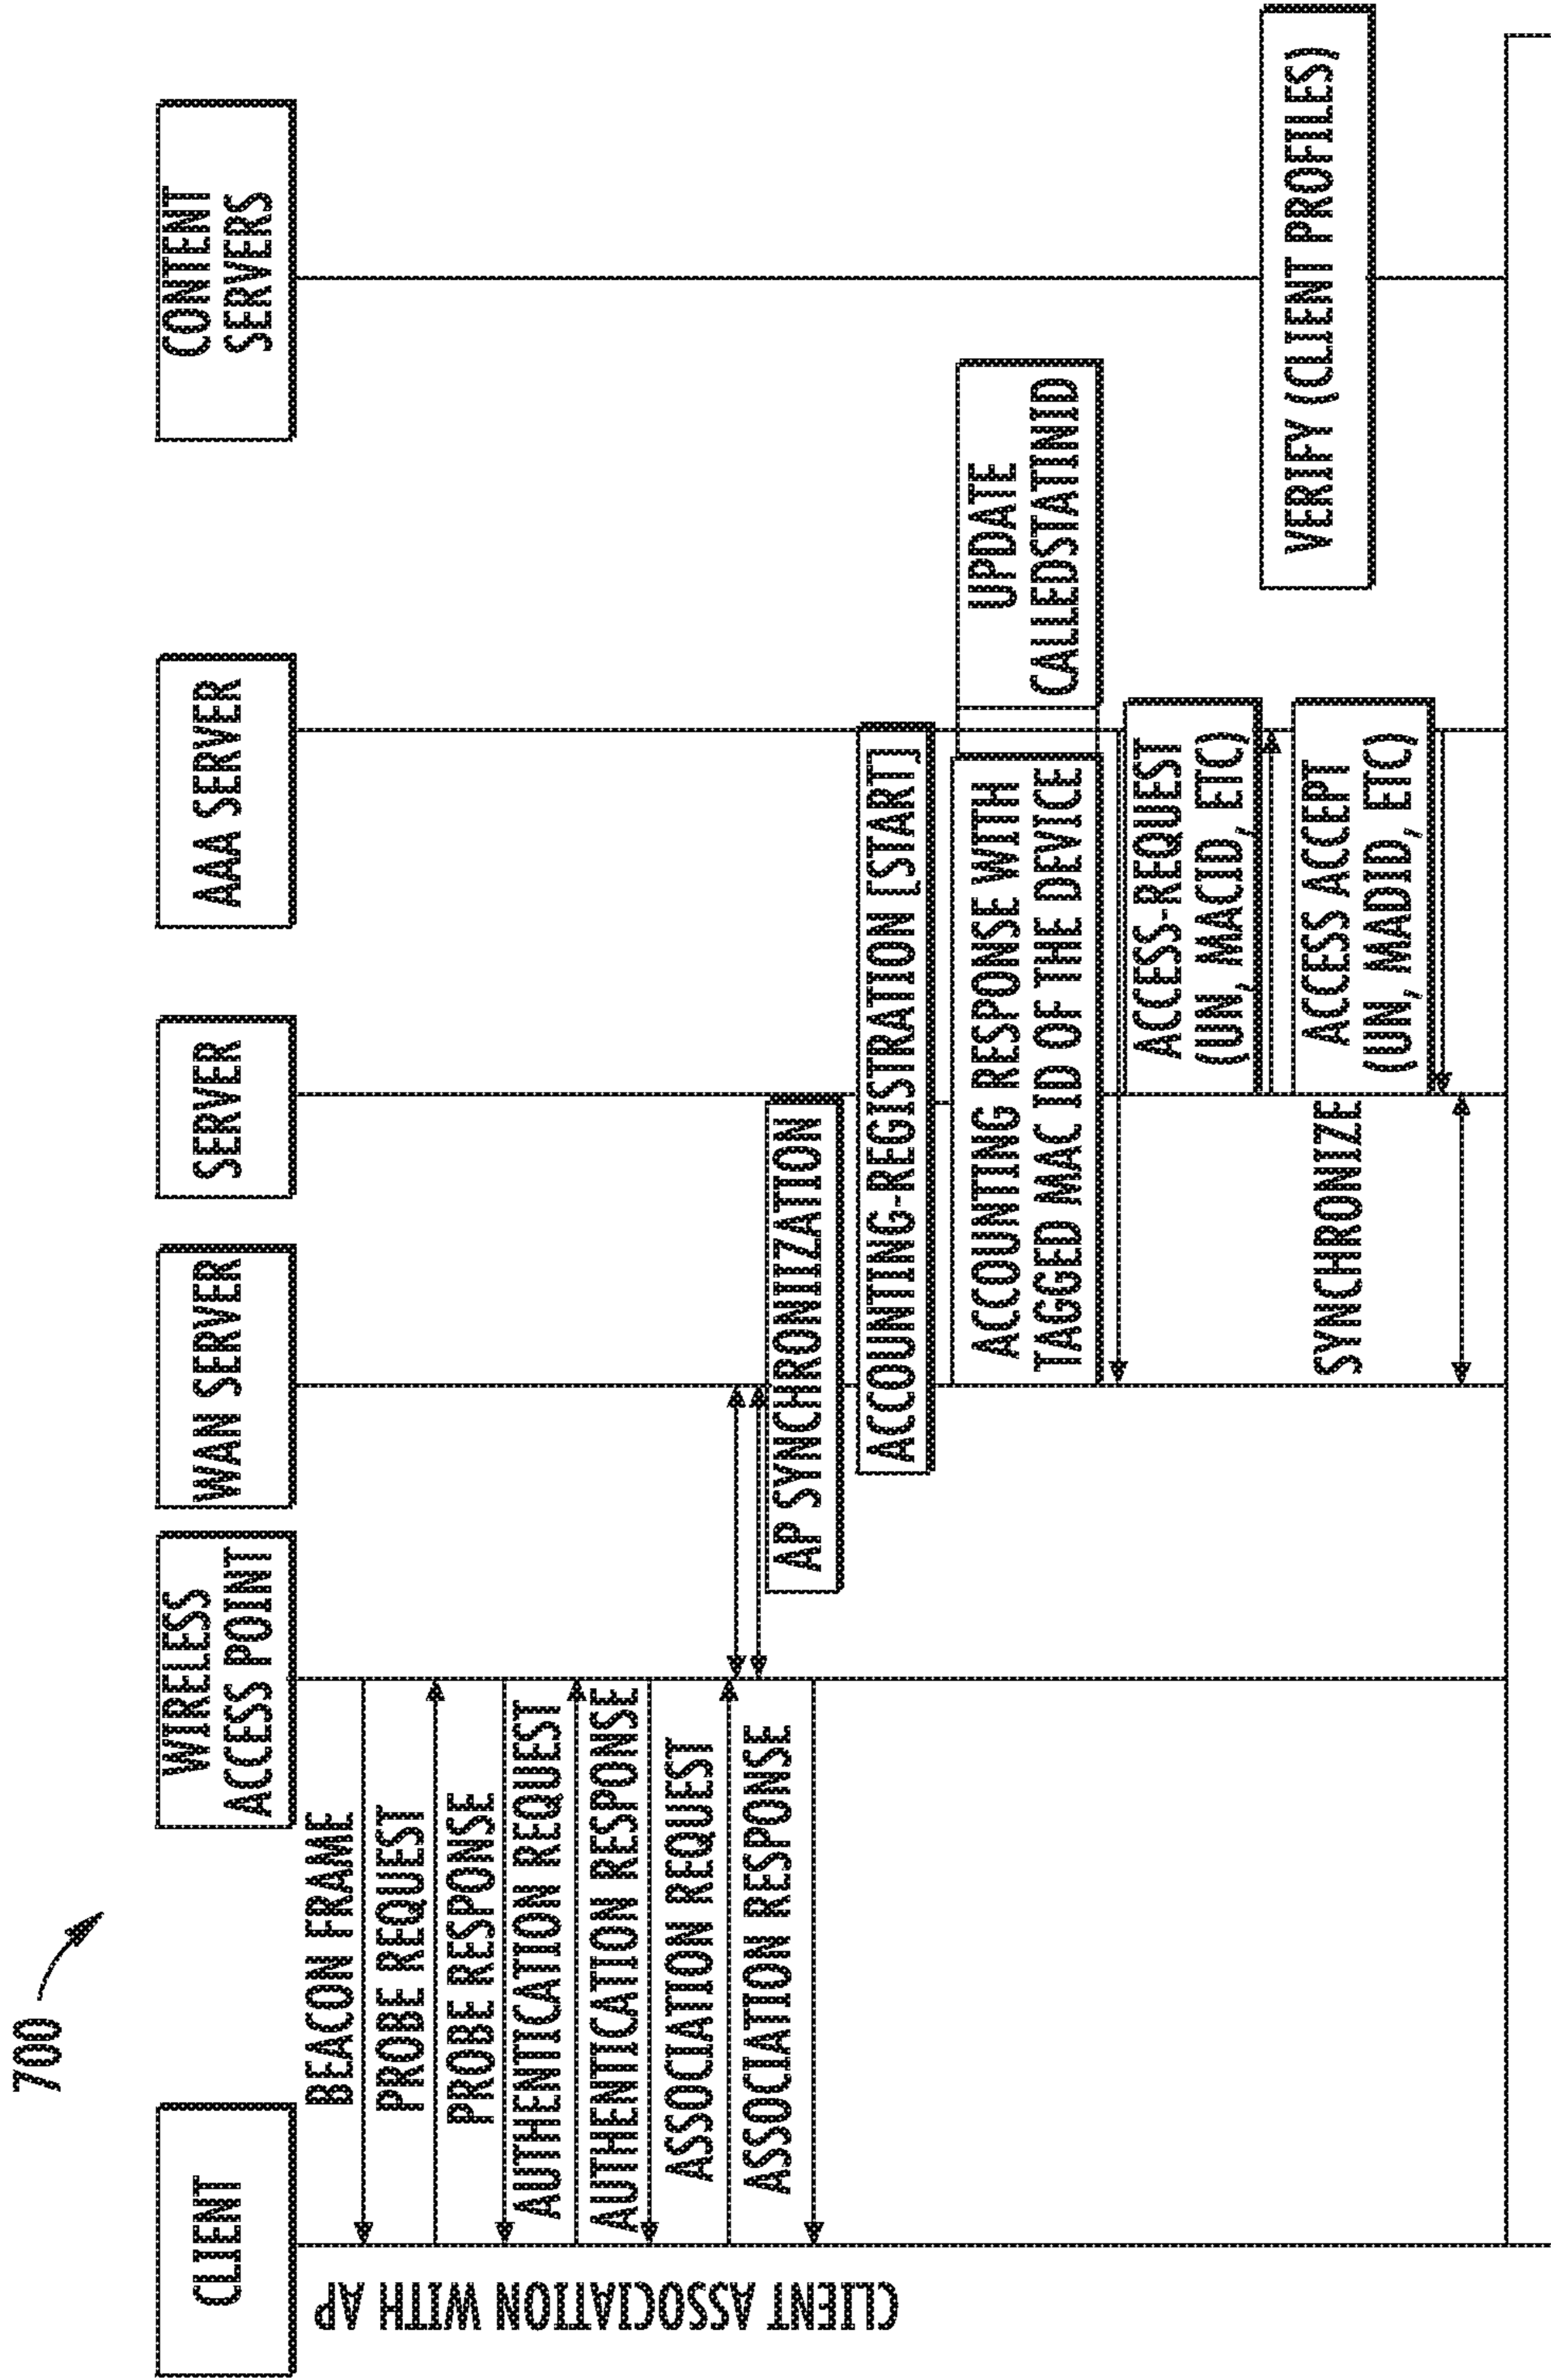 700
CLIENT
WIRELESS
ACCESS POINT
WAN SERVER
SERVER
AAA SERVER
CONTENT
SERVERS
CLIENT ASSOCIATION WITH AP
BEACON FRAME
PROBE REQUEST
PROBE RESPONSE
AUTHENTICATION REQUEST
AUTHENTICATION RESPONSE
ASSOCIATION REQUEST
ASSOCIATION RESPONSE
AP SYNCHRONIZATION
ACCOUNTING-REGISTRATION [START]
ACCOUNTING RESPONSE WITH
TAGGED MAC ID OF THE DEVICE
UPDATE
CALLEDSTATINID
ACCESS-REQUEST
(UN, MACID, ETC)
VERIFY (CLIENT PROFILES)
SYNCHRONIZE
ACCESS ACCEPT
(UN, MADID, ETC)